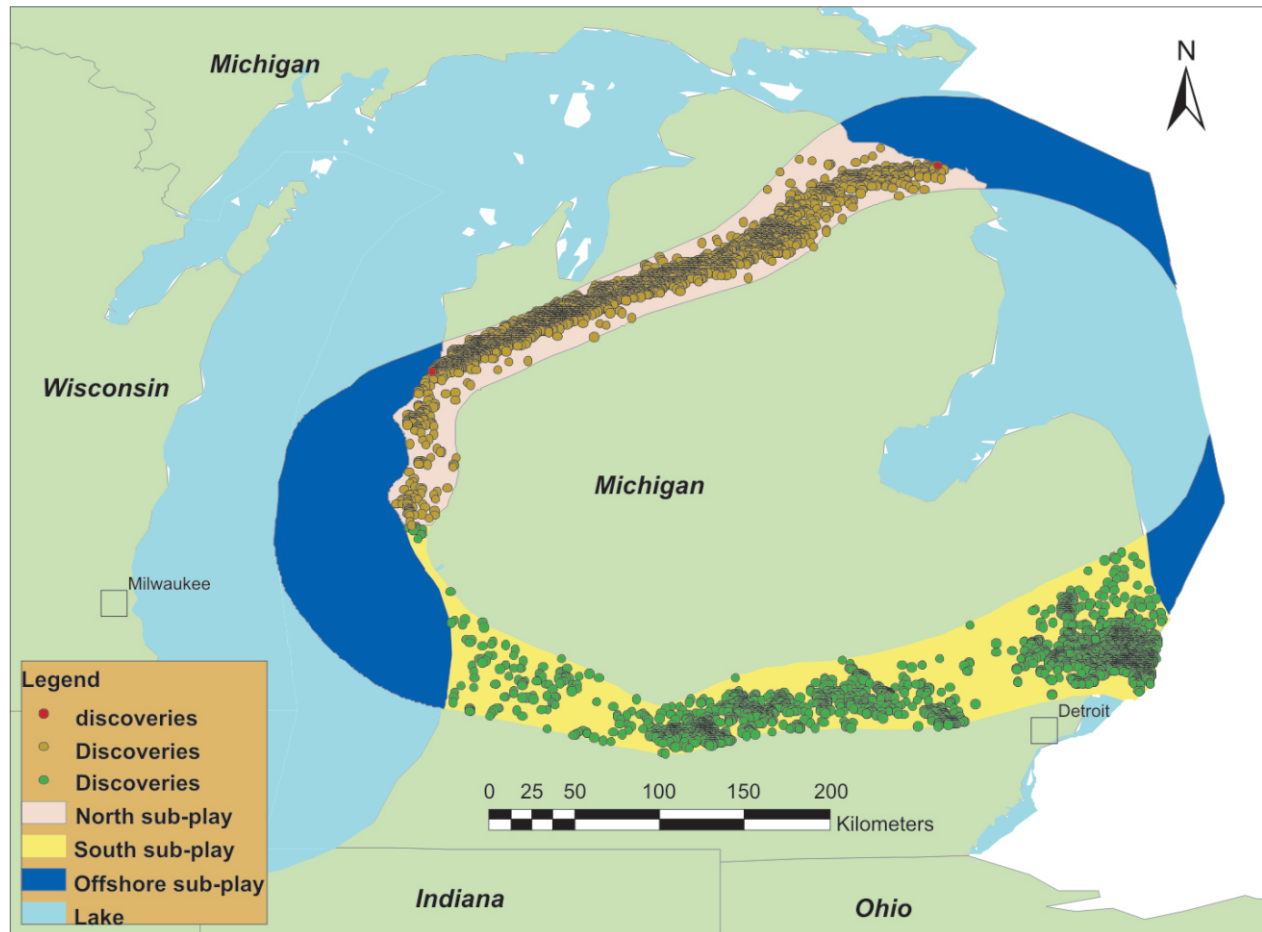 Michigan
N
Wisconsin
Michigan
Milwaukee
Legend
discoveries
Discoveries
Discoveries
North sub-play
South sub-play
Offshore sub-play
Lake
Detroit
0 25 50 100 150 200
Kilometers
Indiana
Ohio